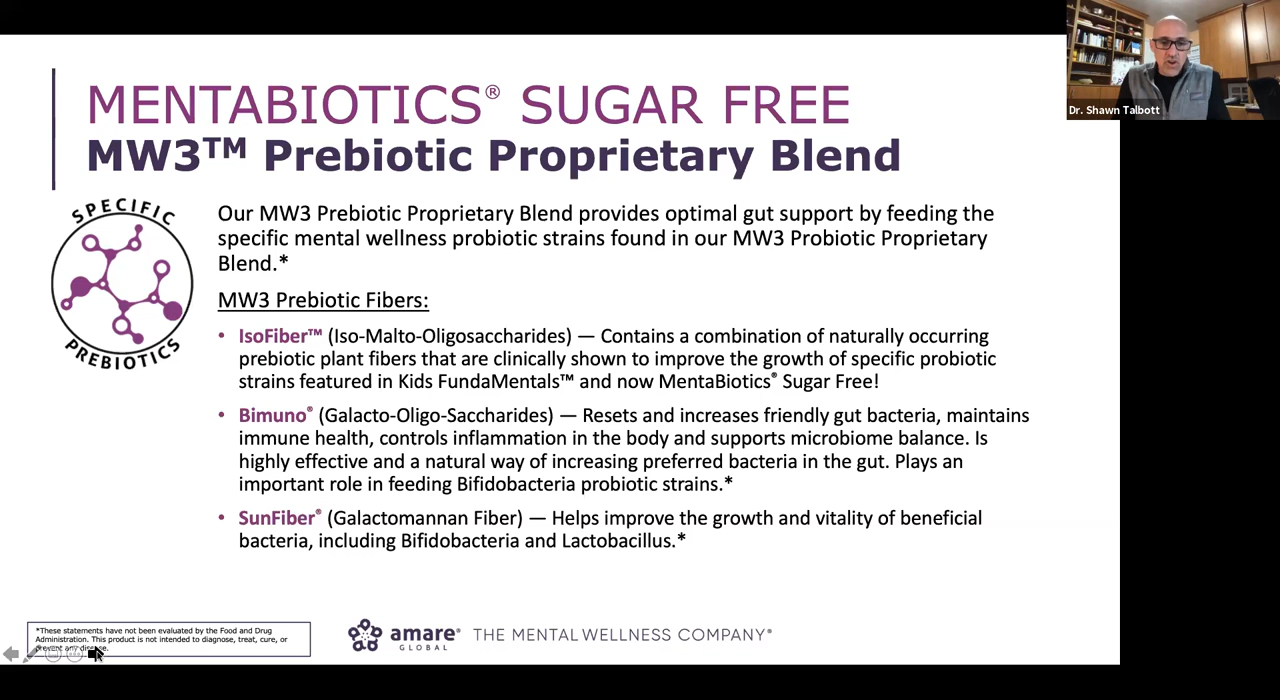 MENTABIOTICS® SUGAR FREE
MW3™ Prebiotic Proprietary Blend
Dr. Shawn Talbott
SPECIFIC
PREBIOTICS
Our MW3 Prebiotic Proprietary Blend provides optimal gut support by feeding the
specific mental wellness probiotic strains found in our MW3 Probiotic Proprietary
Blend.*
MW3 Prebiotic Fibers:
• IsoFiber™ (Iso-Malto-Oligosaccharides) — Contains a combination of naturally occurring
prebiotic plant fibers that are clinically shown to improve the growth of specific probiotic
strains featured in Kids FundaMentals™ and now MentaBiotics® Sugar Free!
• Bimuno® (Galacto-Oligo-Saccharides) — Resets and increases friendly gut bacteria, maintains
immune health, controls inflammation in the body and supports microbiome balance. Is
highly effective and a natural way of increasing preferred bacteria in the gut. Plays an
important role in feeding Bifidobacteria probiotic strains.*
• SunFiber® (Galactomannan Fiber) — Helps improve the growth and vitality of beneficial
bacteria, including Bifidobacteria and Lactobacillus.*
*These statements have not been evaluated by the Food and Drug
Administration. This product is not intended to diagnose, treat, cure, or
prevent any disease.
amare® THE MENTAL WELLNESS COMPANY®
GLOBAL